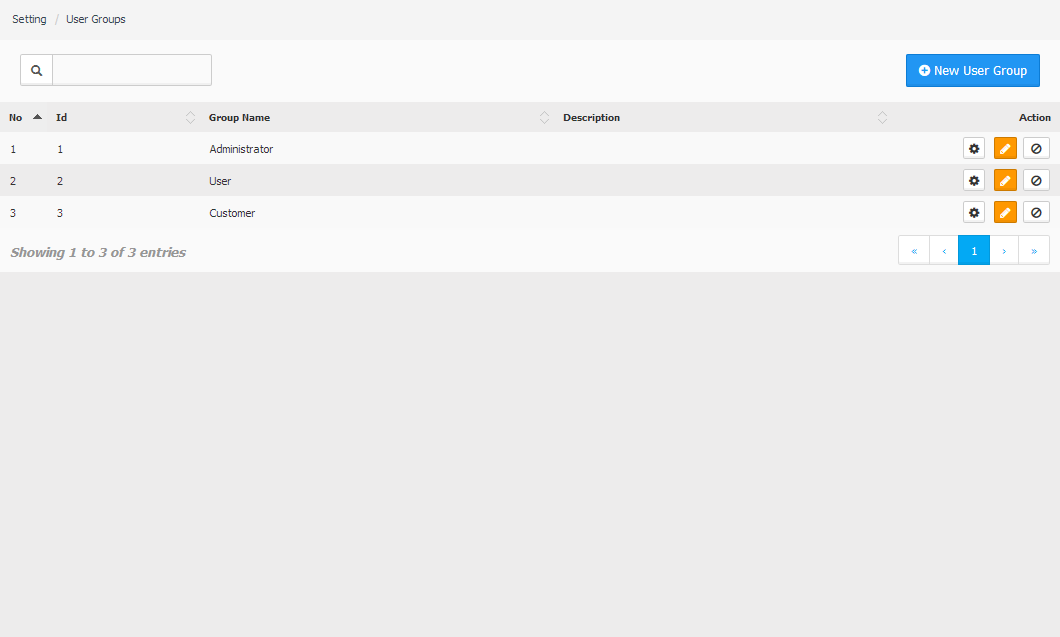 Setting / User Groups
New User Group
No Id Group Name Description Action
1 1 Administrator
2 2 User
3 3 Customer
Showing 1 to 3 of 3 entries
« ‹ 1 › »